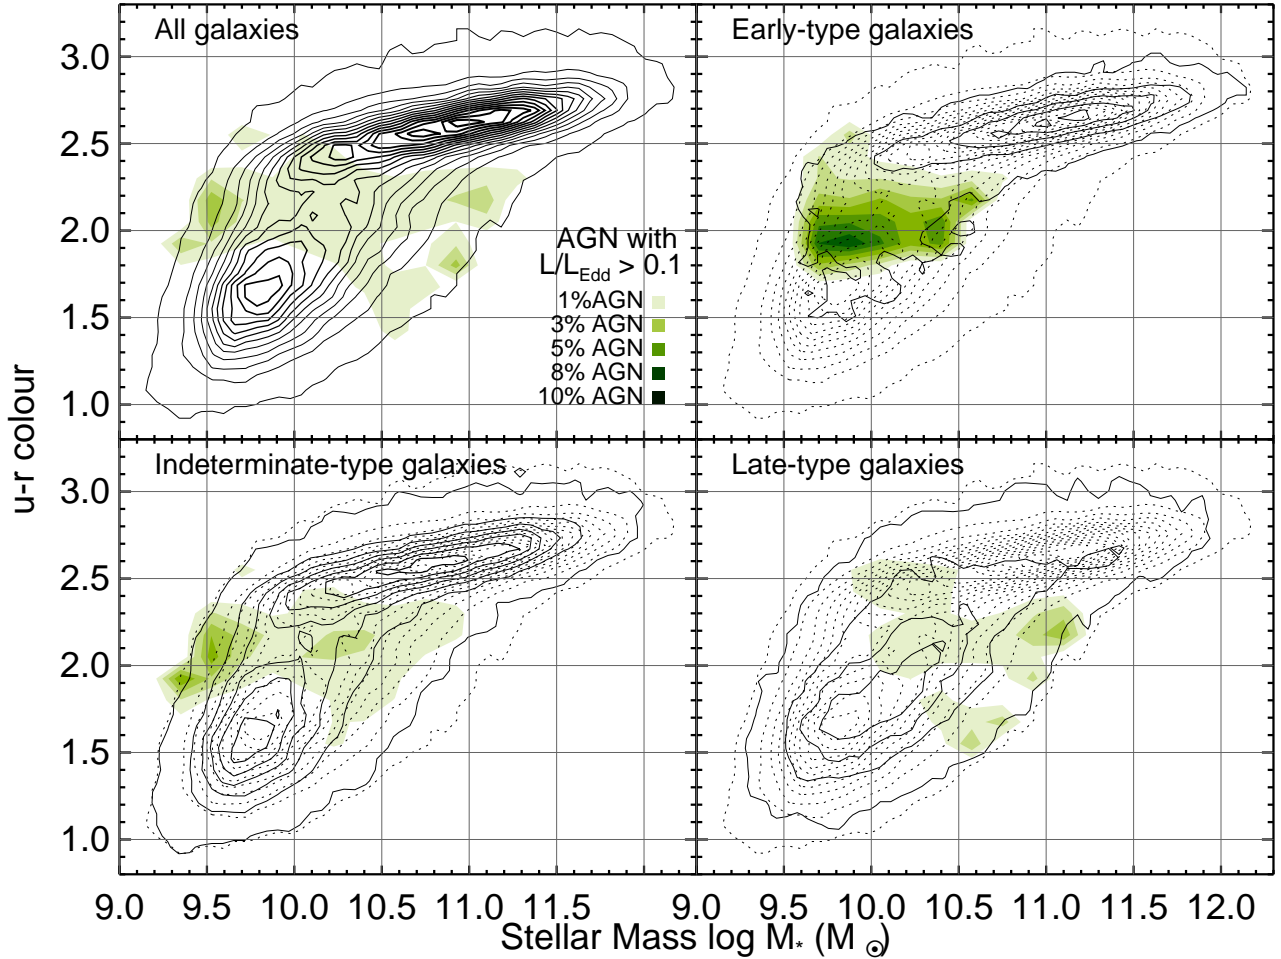 All galaxies
Early-type galaxies
3.0
2.5
2.0
1.5
1.0
AGN with
L/L_Edd > 0.1
1%AGN
3% AGN
5% AGN
8% AGN
10% AGN
u-r colour
Indeterminate-type galaxies
Late-type galaxies
3.0
2.5
2.0
1.5
1.0
9.0 9.5 10.0 10.5 11.0 11.5 9.0 9.5 10.0 10.5 11.0 11.5 12.0
Stellar Mass log M* (M⊙)